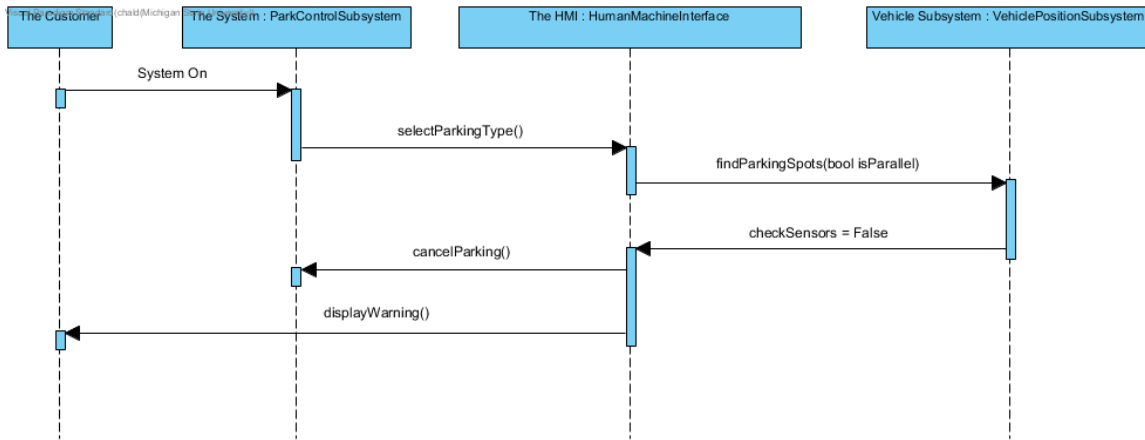 The Customer
The System : ParkControlSubsystem
The HMI : HumanMachineInterface
Vehicle Subsystem : VehiclePositionSubsystem
System On
selectParkingType()
findParkingSpots(bool isParallel)
checkSensors = False
cancelParking()
displayWarning()